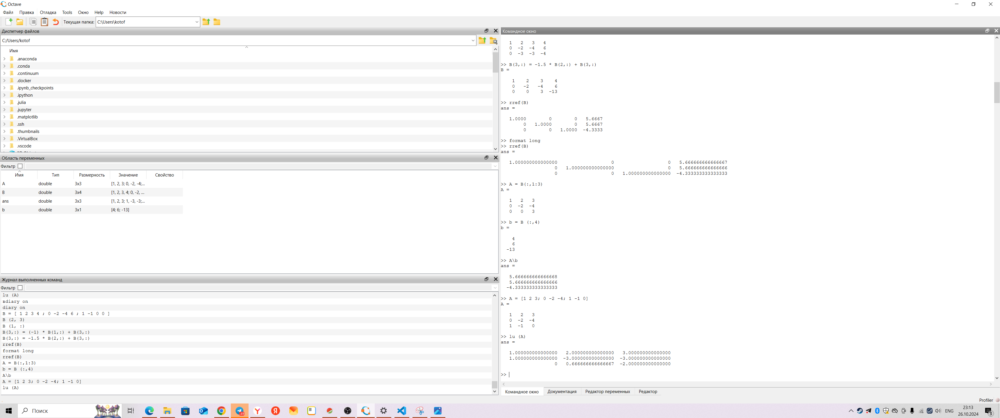 Octave
Файл Правка Отладка Tools Окно Help Новости
Текущая папка: C:\Users\kotof
Диспетчер файлов
C:/Users/kotof
Имя
.anaconda
.conda
.continuum
.docker
.ipynb_checkpoints
.ipython
.julia
.jupyter
.matplotlib
.ssh
.thumbnails
.VirtualBox
.vscode
Область переменных
Фильтр
Имя Тип Размерность Значение Свойство
A double 3x3 [1, 2, 3; 0, -2, -4;...
B double 3x4 [1, 2, 3, 4; 0, -2, ...
ans double 3x3 [1, 2, 3; 1, -3, -3;...
b double 3x1 [4; 6; -13]
Журнал выполненных команд
Фильтр
lu (A)
вdiary on
diary on
B = [ 1 2 3 4 ; 0 -2 -4 6 ; 1 -1 0 0 ]
B (2, 3)
B (1, :)
B(3,:) = (-1) * B(1,:) + B(3,:)
B(3,:) = -1.5 * B(2,:) + B(3,:)
rref(B)
format long
rref(B)
A = B(:,1:3)
b = B (:,4)
A\b
A = [1 2 3; 0 -2 -4; 1 -1 0]
lu (A)
Командное окно
1 2 3 4
0 -2 -4 6
0 -3 -3 -4
>> B(3,:) = -1.5 * B(2,:) + B(3,:)
B =
1 2 3 4
0 -2 -4 6
0 0 3 -13
>> rref(B)
ans =
1.0000 0 0 5.6667
0 1.0000 0 5.6667
0 0 1.0000 -4.3333
>> format long
>> rref(B)
ans =
1.000000000000000 0 0 5.666666666666667
0 1.000000000000000 0 5.666666666666666
0 0 1.000000000000000 -4.333333333333333
>> A = B(:,1:3)
A =
1 2 3
0 -2 -4
0 0 3
>> b = B (:,4)
b =
4
6
-13
>> A\b
ans =
5.666666666666668
5.666666666666666
-4.333333333333333
>> A = [1 2 3; 0 -2 -4; 1 -1 0]
A =
1 2 3
0 -2 -4
1 -1 0
>> lu (A)
ans =
1.000000000000000 2.000000000000000 3.000000000000000
1.000000000000000 -3.000000000000000 -3.000000000000000
0 0.666666666666667 -2.000000000000000
>>
Командное окно Документация Редактор переменных Редактор
Profiler
Поиск
ENG
23:13
26.10.2024
3